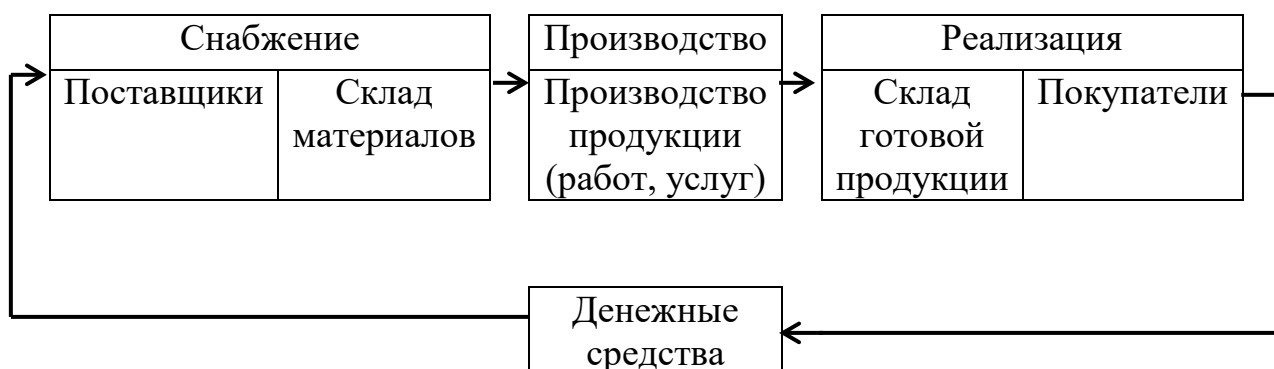 Снабжение
Поставщики
Склад
материалов
Производство
Производство
продукции
(работ, услуг)
Реализация
Склад
готовой
продукции
Покупатели
Денежные
средства